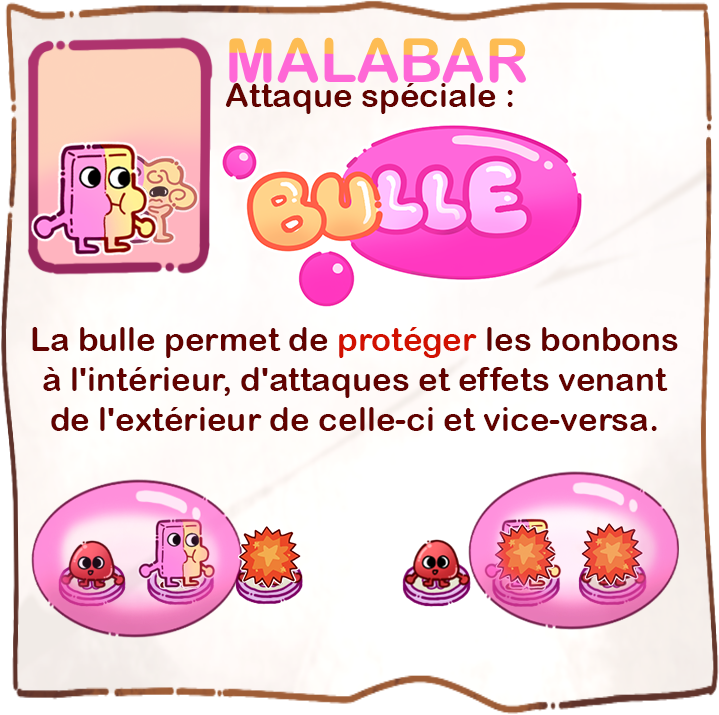 MALABAR
Attaque spéciale :
BULLE
La bulle permet de protéger les bonbons
à l'intérieur, d'attaques et effets venant
de l'extérieur de celle-ci et vice-versa.